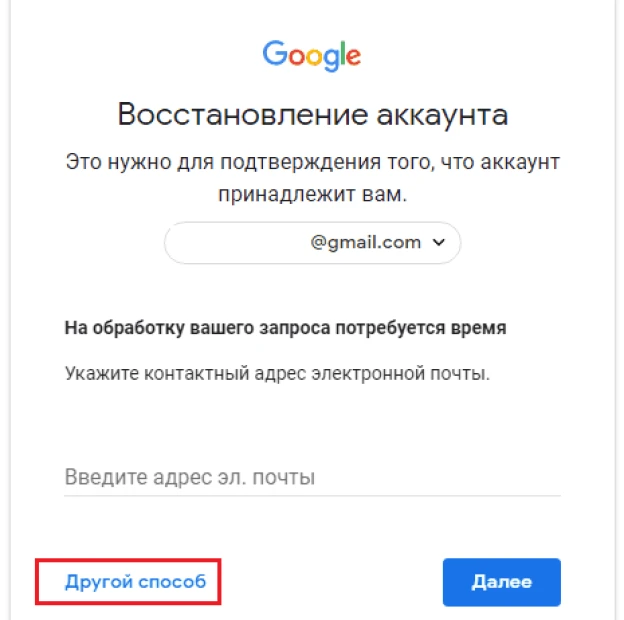 Google
Восстановление аккаунта
Это нужно для подтверждения того, что аккаунт
принадлежит вам.
@gmail.com
На обработку вашего запроса потребуется время
Укажите контактный адрес электронной почты.
Введите адрес эл. почты
Другой способ
Далее